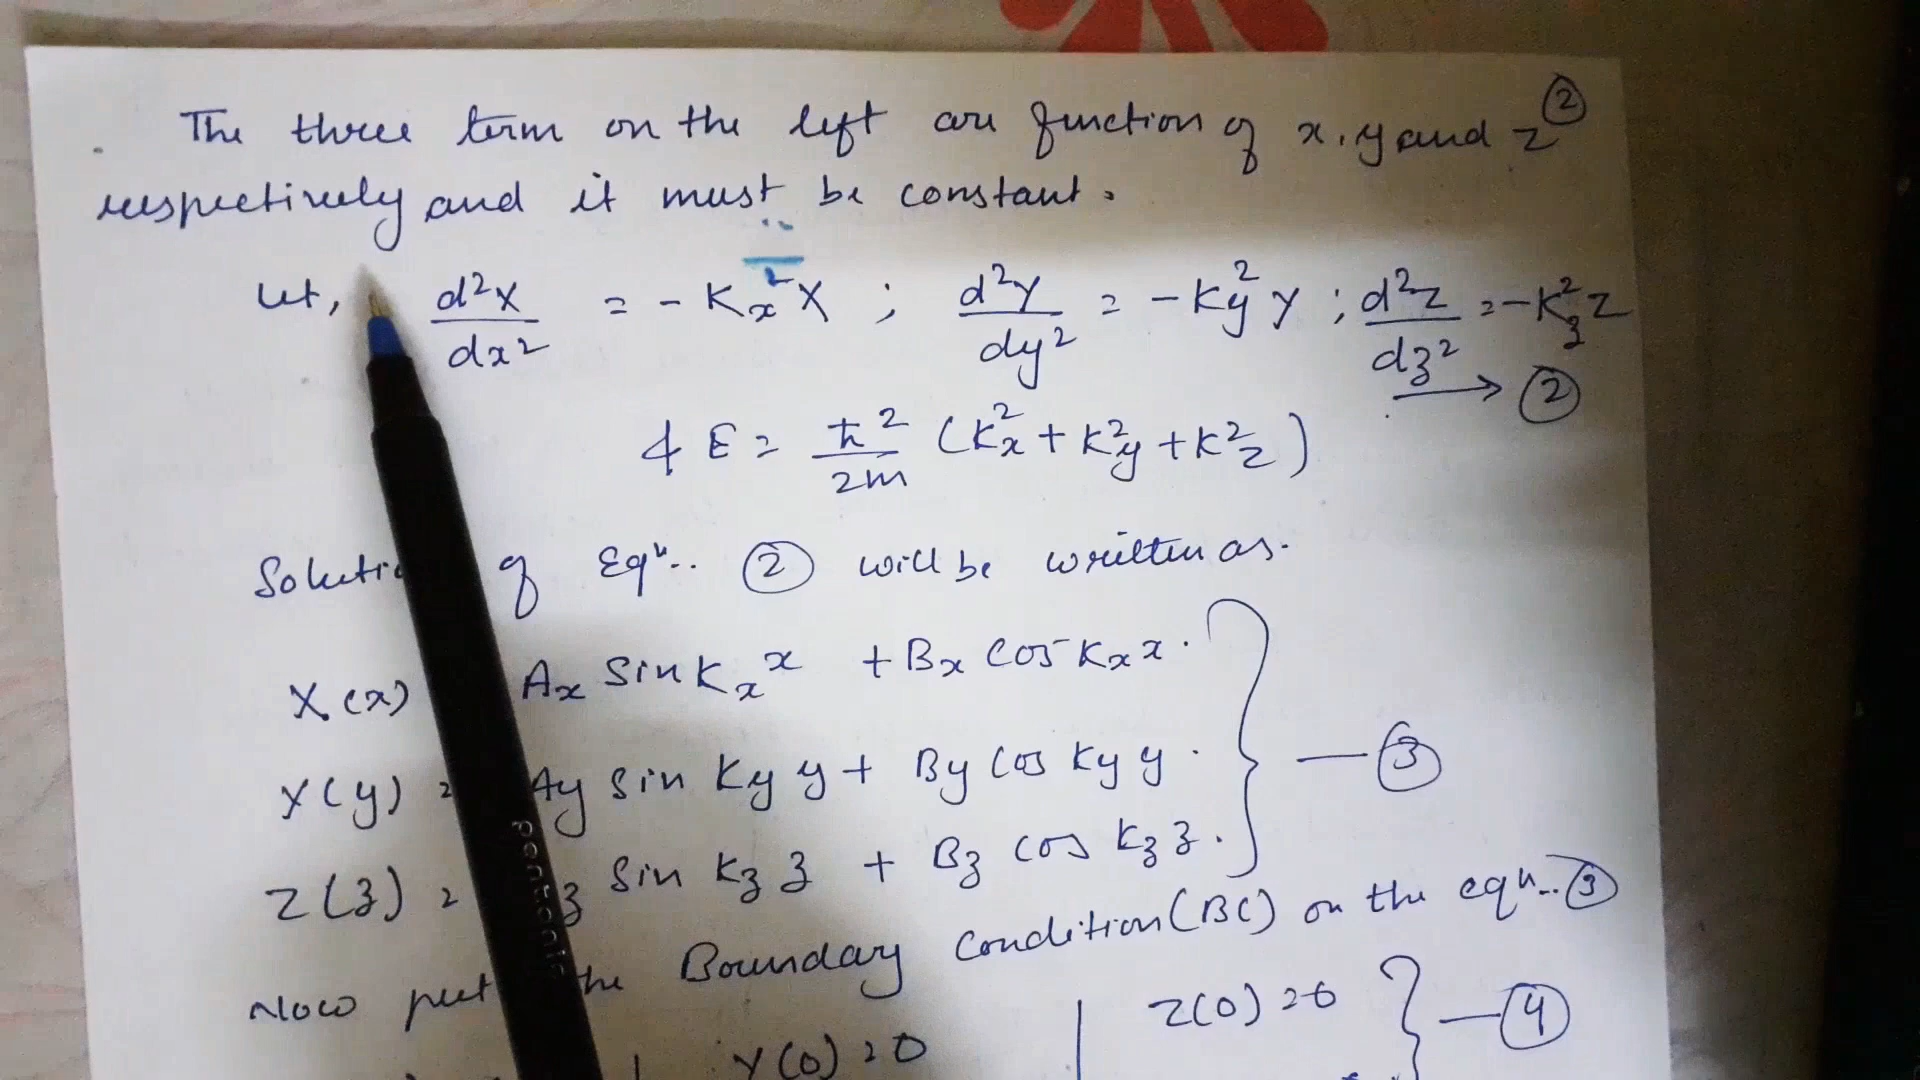 ②
The three term on the left are function of x, y and z
respectively and it must be constant.
Let, d²X/dx² = -Kx²X ; d²Y/dy² = -Ky²Y ; d²Z/dz² = -Kz²Z
→ ②
& E = ħ²/2m (Kx² + Ky² + Kz²)
of Eqⁿ.. ② will be written as.
X(x) Ax Sin Kx x + Bx Cos Kx x.
Y(y) = Ay Sin Ky y + By Cos Ky y. — ③
Z(z) = z Sin Kz z + Bz cos Kz z.
Now put the Boundary Condition (BC) on the eqⁿ.. ③
Y(0) = 0 | Z(0) = 0 — ④
pentonic